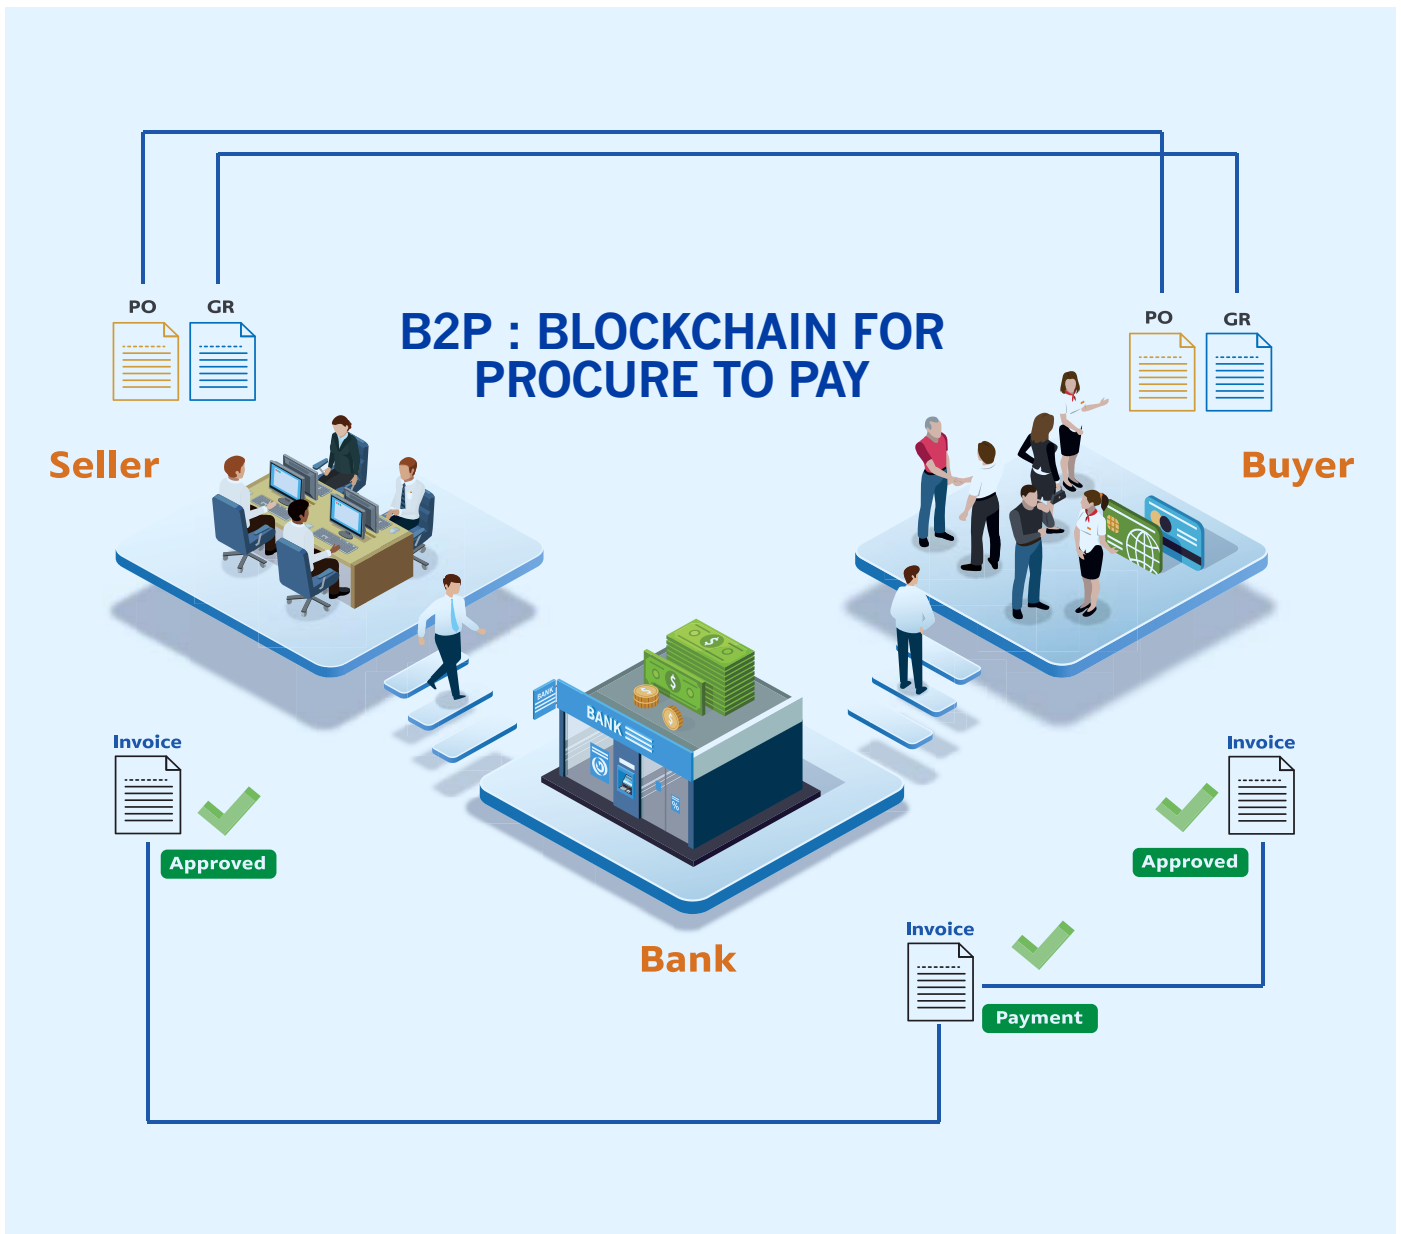 PO
GR
PO
GR
B2P : BLOCKCHAIN FOR
PROCURE TO PAY
Seller
Buyer
BANK
BANK
%
Invoice
Approved
Invoice
Approved
Bank
Invoice
Payment